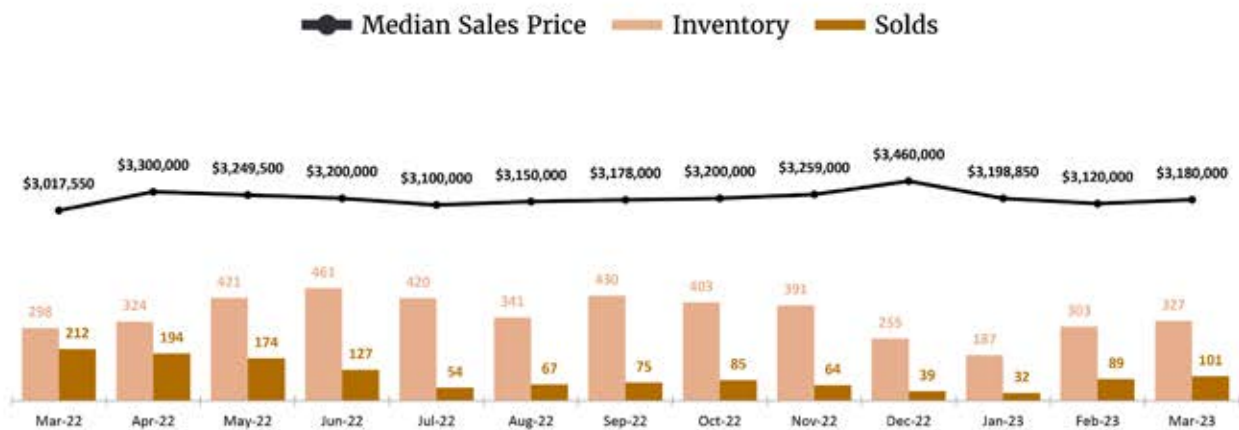 Median Sales Price Inventory Solds
$3,017,550 $3,300,000 $3,249,500 $3,200,000 $3,100,000 $3,150,000 $3,178,000 $3,200,000 $3,259,000 $3,460,000 $3,198,850 $3,120,000 $3,180,000
298 324 421 461 420 341 430 403 391 255 187 303 327
212 194 174 127 54 67 75 85 64 39 32 89 101
Mar-22 Apr-22 May-22 Jun-22 Jul-22 Aug-22 Sep-22 Oct-22 Nov-22 Dec-22 Jan-23 Feb-23 Mar-23